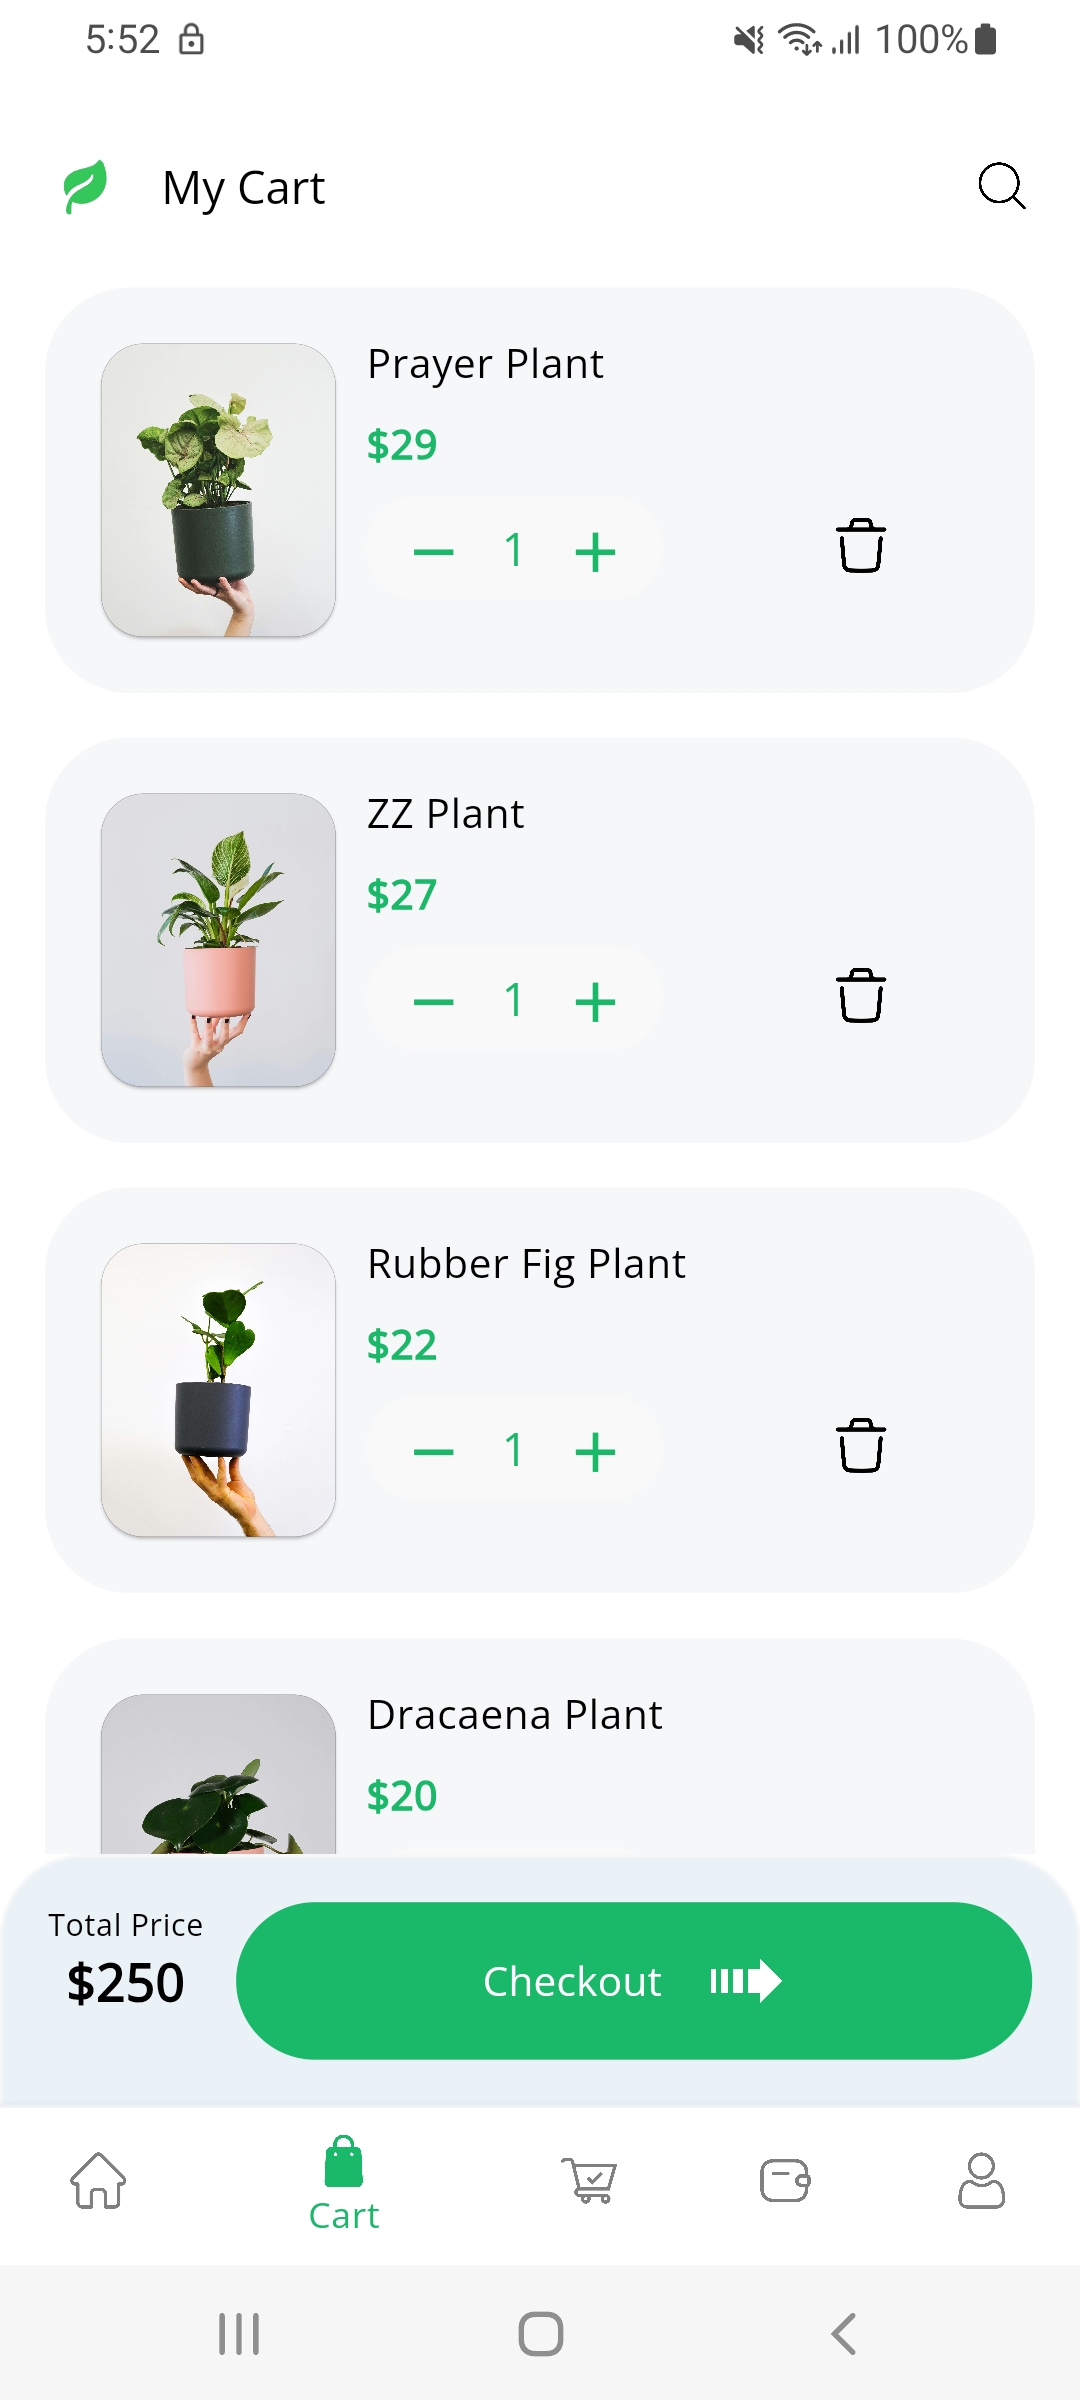 5:52 100%
My Cart
Prayer Plant
$29
1
ZZ Plant
$27
1
Rubber Fig Plant
$22
1
Dracaena Plant
$20
Total Price
$250
Checkout
Cart